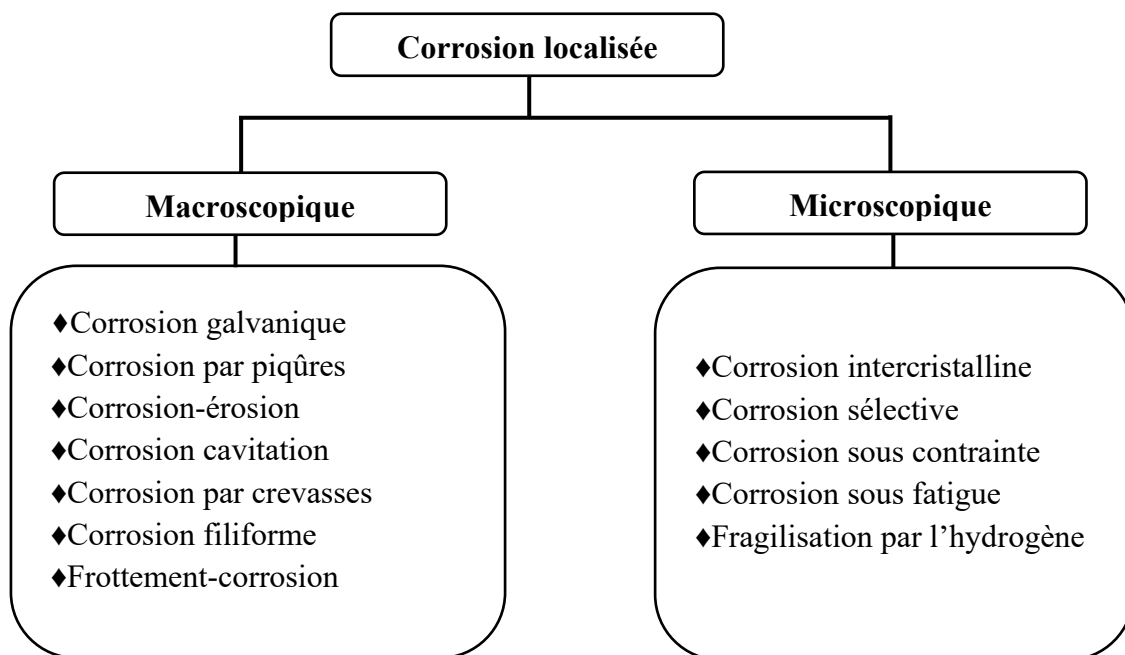 Corrosion localisée
Macroscopique
Microscopique
♦Corrosion galvanique
♦Corrosion par piqûres
♦Corrosion-érosion
♦Corrosion cavitation
♦Corrosion par crevasses
♦Corrosion filiforme
♦Frottement-corrosion
♦Corrosion intercristalline
♦Corrosion sélective
♦Corrosion sous contrainte
♦Corrosion sous fatigue
♦Fragilisation par l’hydrogène